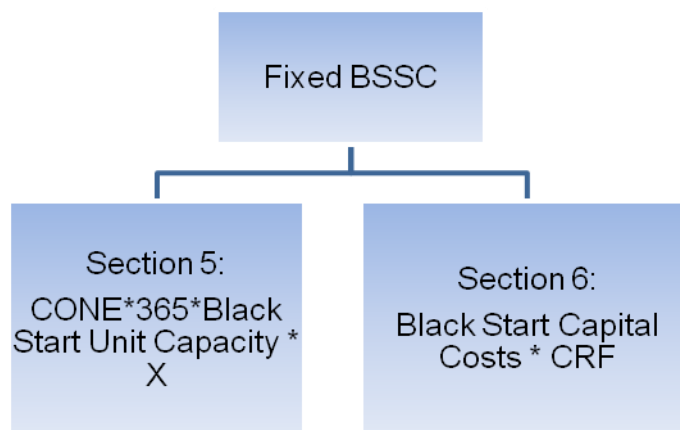 Fixed BSSC
Section 5:
CONE*365*Black
Start Unit Capacity *
X
Section 6:
Black Start Capital
Costs * CRF